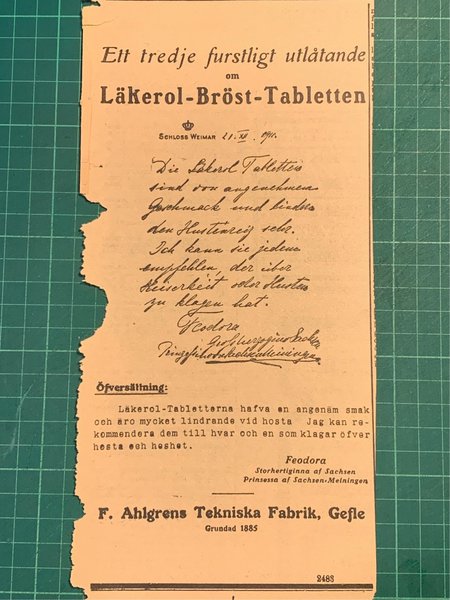 Ett tredje furstligt utlåtande
om
Läkerol-Bröst-Tabletten
SCHLOSS WEIMAR 21. XII. 1911.
Die Läkerol Tabletten
sind von angenehmem
Geschmack und lindern
den Hustenreiz sehr.
Ich kann sie jedem
empfehlen, der über
Heiserkeit oder Husten
zu klagen hat.
Feodora
Grossherzogin
Öfversättning:
Läkerol-Tabletterna hafva en angenäm smak
och äro mycket lindrande vid hosta Jag kan re-
kommendera dem till hvar och en som klagar öfver
hosta och heshet.
Feodora
Storhertiginna af Sachsen
Prinsessa af Sachsen-Meiningen
F. Ahlgrens Tekniska Fabrik, Gefle
Grundad 1885
2483